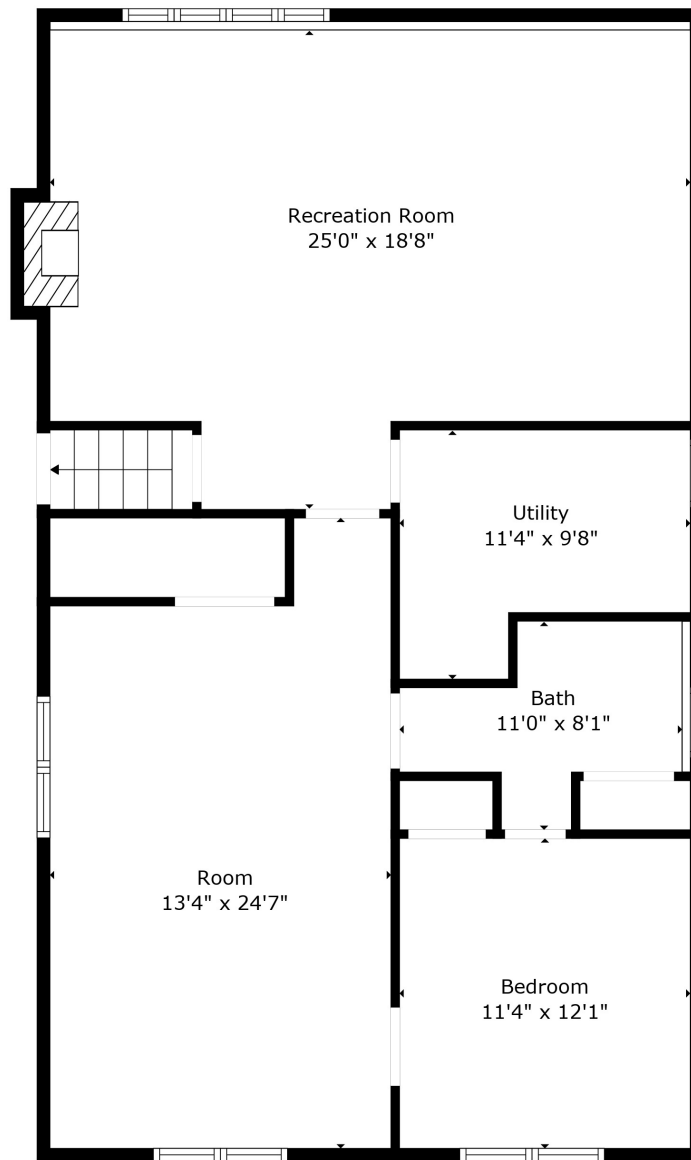 Recreation Room
25'0" x 18'8"
Utility
11'4" x 9'8"
Bath
11'0" x 8'1"
Room
13'4" x 24'7"
Bedroom
11'4" x 12'1"